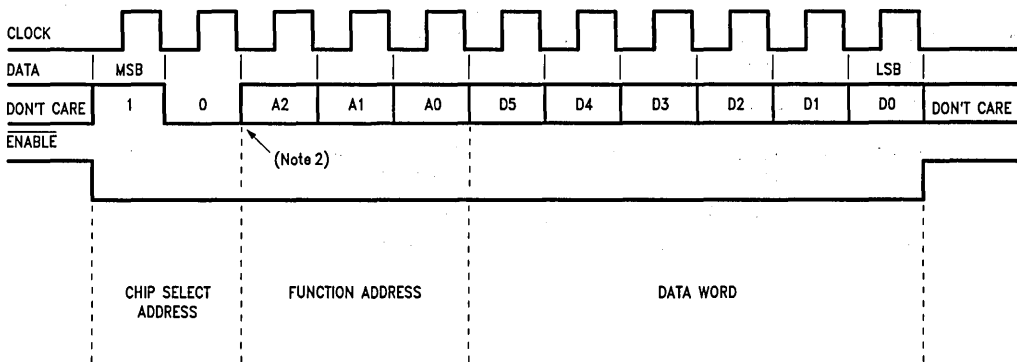 CLOCK
DATA MSB LSB
DON'T CARE 1 0 A2 A1 A0 D5 D4 D3 D2 D1 D0 DON'T CARE
ENABLE
(Note 2)
CHIP SELECT FUNCTION ADDRESS DATA WORD
ADDRESS